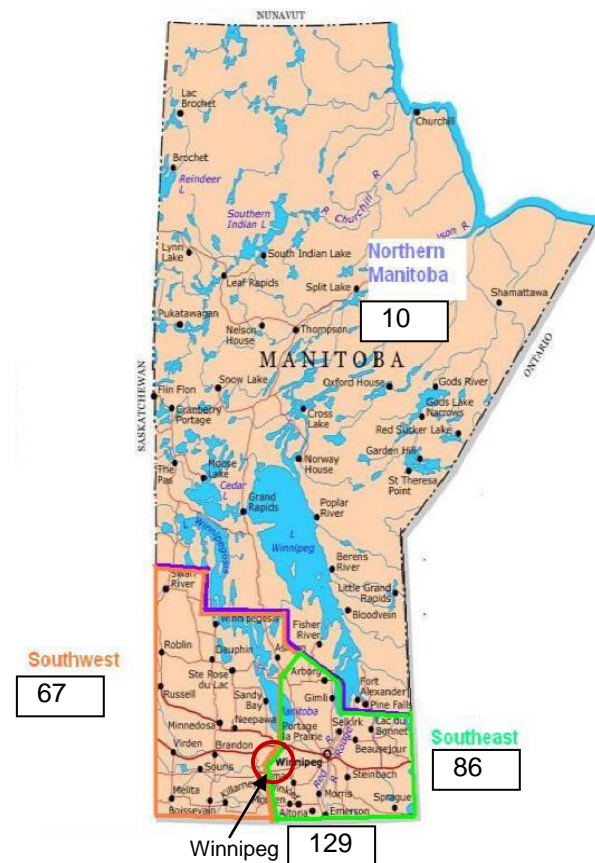 NUNAVUT
Lac
Brochet
Churchill
Brochet
Reindeer
L
Southern
Indian L
R
Churchill
R
R
Northern
Manitoba
Lynn
Lake
South Indian Lake
Leaf Rapids
Split Lake
Shamattawa
10
Pukatawagan
Nelson
House
Thompson
MANITOBA
ONTARIO
SASKATCHEWAN
Flin Flon
Snow Lake
Oxford House
Gods River
Cranberry
Portage
Cross
Lake
Gods Lake
Narrows
Red Sucker Lake
Norway
House
Garden Hill
St Theresa
Point
The
Pas
Moose
Lake
Cedar
L
Grand
Rapids
Poplar
River
L
Winnipegosis
L
Winnipeg
Berens
River
Swan
River
Little Grand
Rapids
Bloodvein
Winnipegosis
Fisher
River
Roblin
Dauphin
Southwest
67
Ste Rose
du Lac
Arborg
Gimli
Fort
Alexander
Pine Falls
Russell
Sandy
Bay
Manitoba
Selkirk
Lac du
Bonnet
Minnedosa
Neepawa
Portage
la Prairie
Red R
Rouge R
Beausejour
Southeast
86
Virden
Brandon
Winnipeg
Souris
Steinbach
Melita
Killarney
Winkler
Morris
Sprague
Boissevain
Altona
Emerson
Winnipeg
129